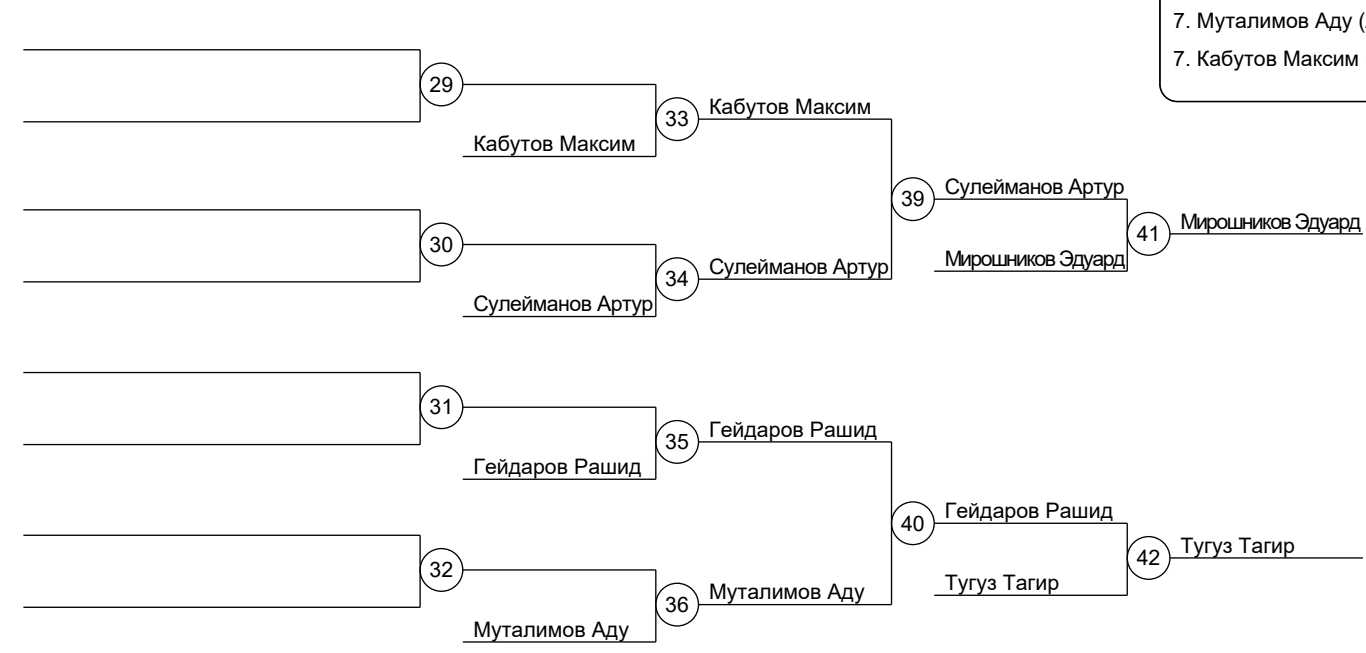 7. Муталимов Аду (
7. Кабутов Максим
29
33
Кабутов Максим
Кабутов Максим
39
Сулейманов Артур
30
41
Мирошников Эдуард
Мирошников Эдуард
34
Сулейманов Артур
Сулейманов Артур
31
35
Гейдаров Рашид
Гейдаров Рашид
40
Гейдаров Рашид
32
42
Тугуз Тагир
Тугуз Тагир
36
Муталимов Аду
Муталимов Аду